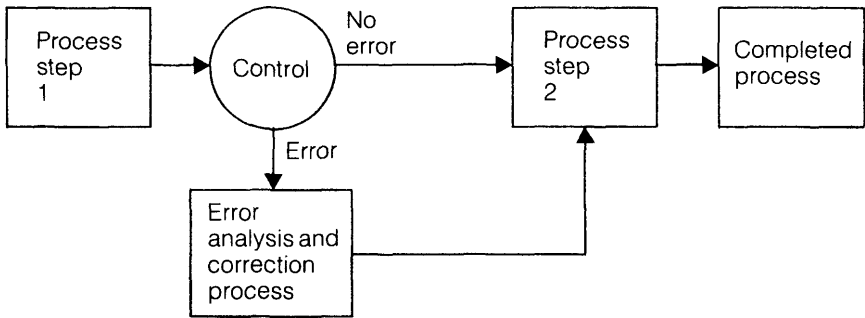 Process
step
1
Control
No
error
Process
step
2
Completed
process
Error
Error
analysis and
correction
process